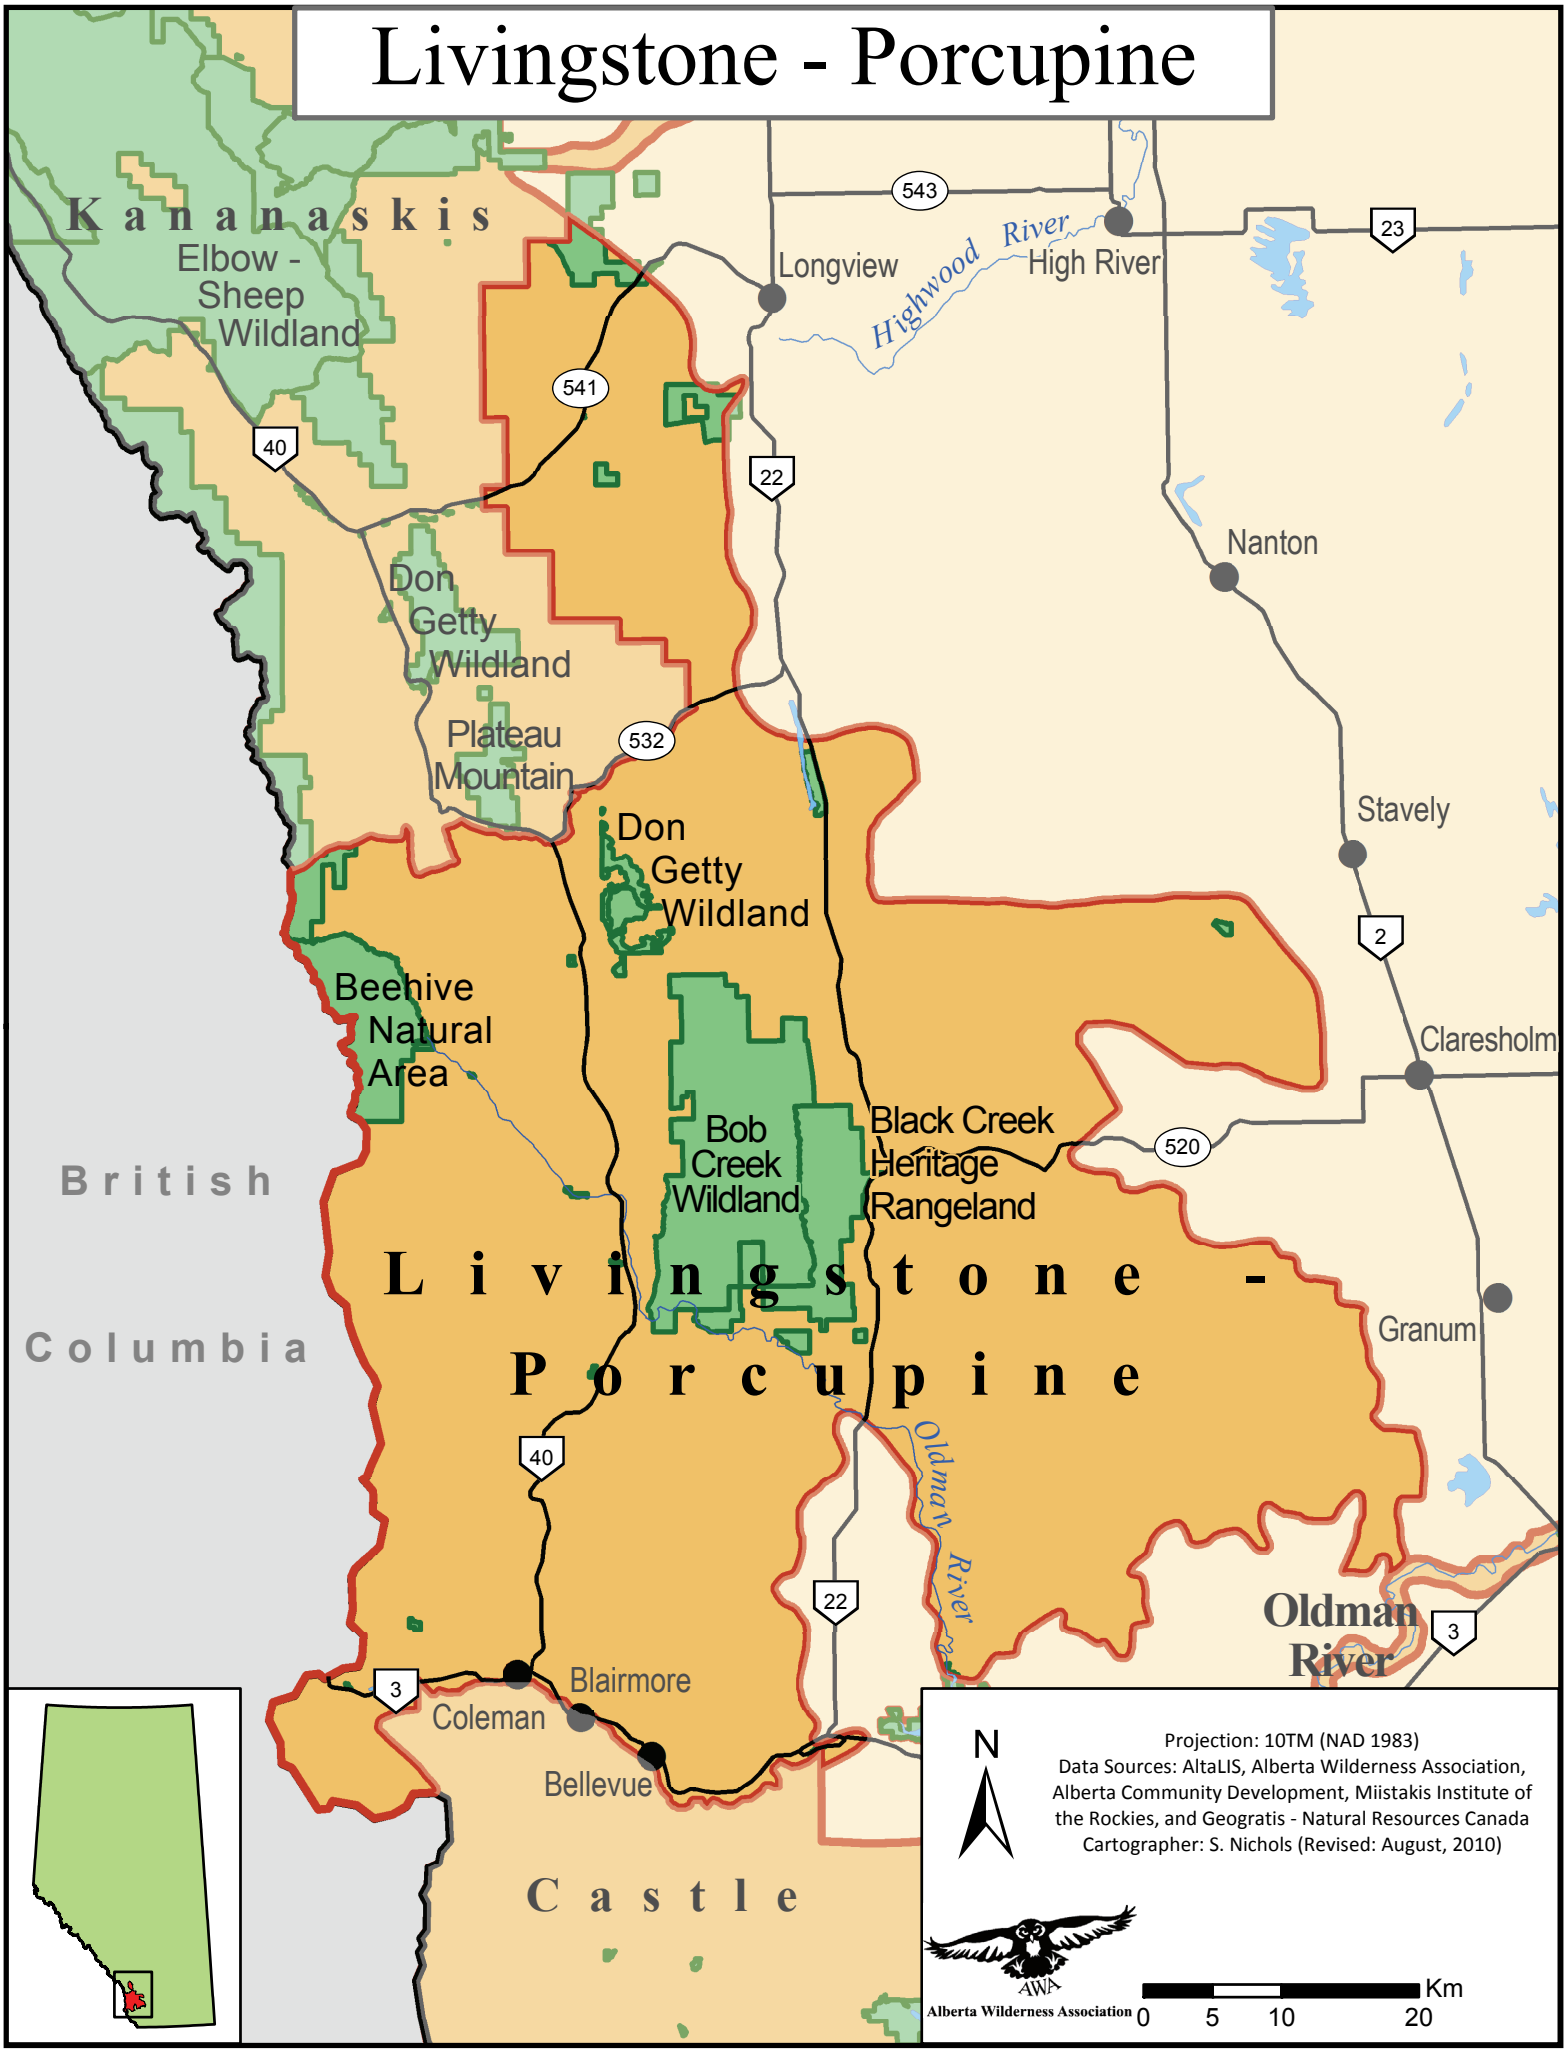 Livingstone - Porcupine
543
23
Kananaskis
Elbow -
Sheep
Wildland
Longview
Highwood River
High River
541
40
22
Nanton
Don
Getty
Wildland
Plateau
Mountain
532
Stavely
Don
Getty
Wildland
2
Beehive
Natural
Area
Claresholm
Bob
Creek
Wildland
Black Creek
Heritage
Rangeland
520
British
Columbia
Livingstone -
Porcupine
Granum
40
Oldman River
22
Oldman
River
3
3
Blairmore
Coleman
Bellevue
Castle
N
Projection: 10TM (NAD 1983)
Data Sources: AltaLIS, Alberta Wilderness Association,
Alberta Community Development, Miistakis Institute of
the Rockies, and Geogratis - Natural Resources Canada
Cartographer: S. Nichols (Revised: August, 2010)
AWA
Alberta Wilderness Association
Km
0 5 10 20